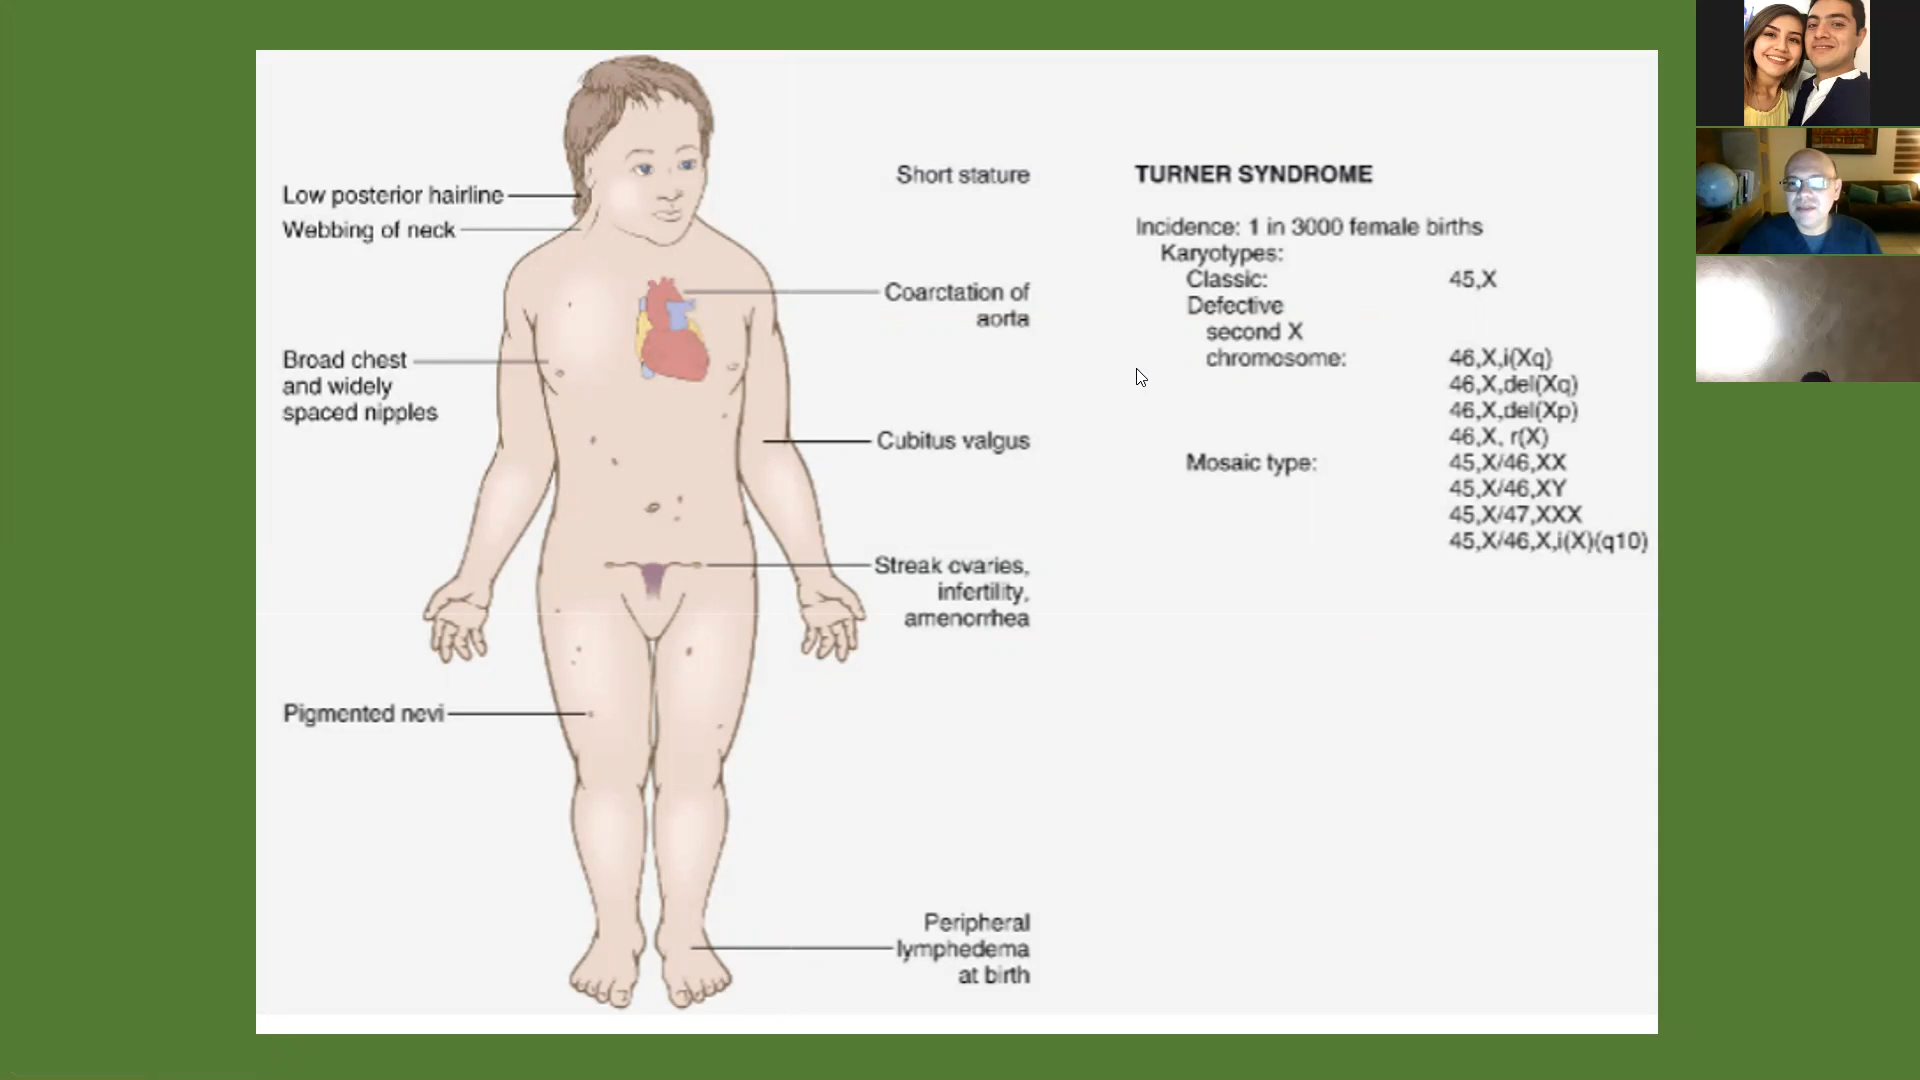 Low posterior hairline
Webbing of neck
Broad chest
and widely
spaced nipples
Pigmented nevi
Short stature
Coarctation of
aorta
Cubitus valgus
Streak ovaries,
infertility,
amenorrhea
Peripheral
lymphedema
at birth
TURNER SYNDROME
Incidence: 1 in 3000 female births
Karyotypes:
Classic: 45,X
Defective
second X
chromosome: 46,X,i(Xq)
46,X,del(Xq)
46,X,del(Xp)
46,X, r(X)
Mosaic type: 45,X/46,XX
45,X/46,XY
45,X/47,XXX
45,X/46,X,i(X)(q10)